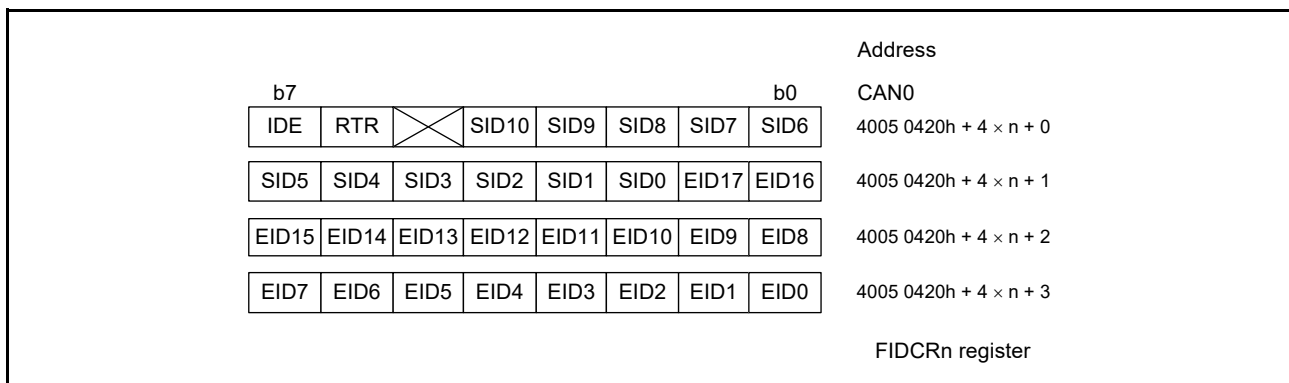 Address
b7 b0 CAN0
IDE RTR SID10 SID9 SID8 SID7 SID6 4005 0420h + 4 × n + 0
SID5 SID4 SID3 SID2 SID1 SID0 EID17 EID16 4005 0420h + 4 × n + 1
EID15 EID14 EID13 EID12 EID11 EID10 EID9 EID8 4005 0420h + 4 × n + 2
EID7 EID6 EID5 EID4 EID3 EID2 EID1 EID0 4005 0420h + 4 × n + 3
FIDCRn register